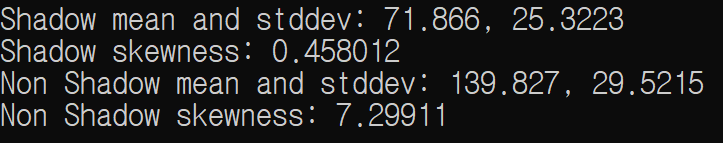 Shadow mean and stddev: 71.866, 25.3223
Shadow skewness: 0.458012
Non Shadow mean and stddev: 139.827, 29.5215
Non Shadow skewness: 7.29911